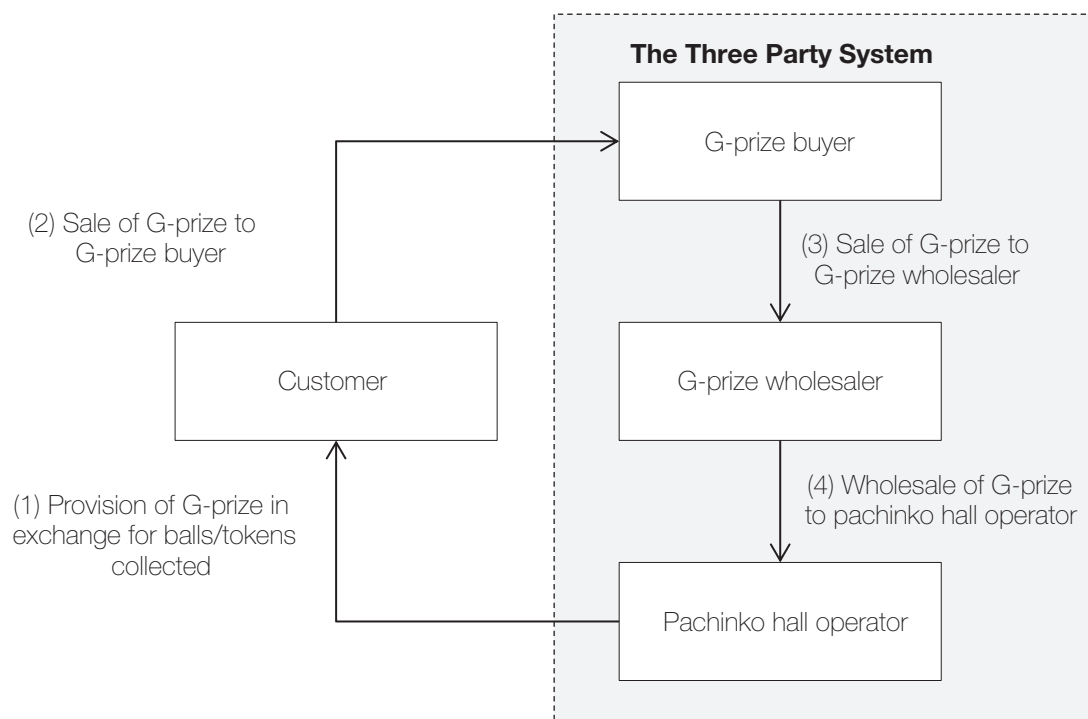 The Three Party System
G-prize buyer
(2) Sale of G-prize to
G-prize buyer
(3) Sale of G-prize to
G-prize wholesaler
Customer
G-prize wholesaler
(1) Provision of G-prize in
exchange for balls/tokens
collected
(4) Wholesale of G-prize
to pachinko hall operator
Pachinko hall operator